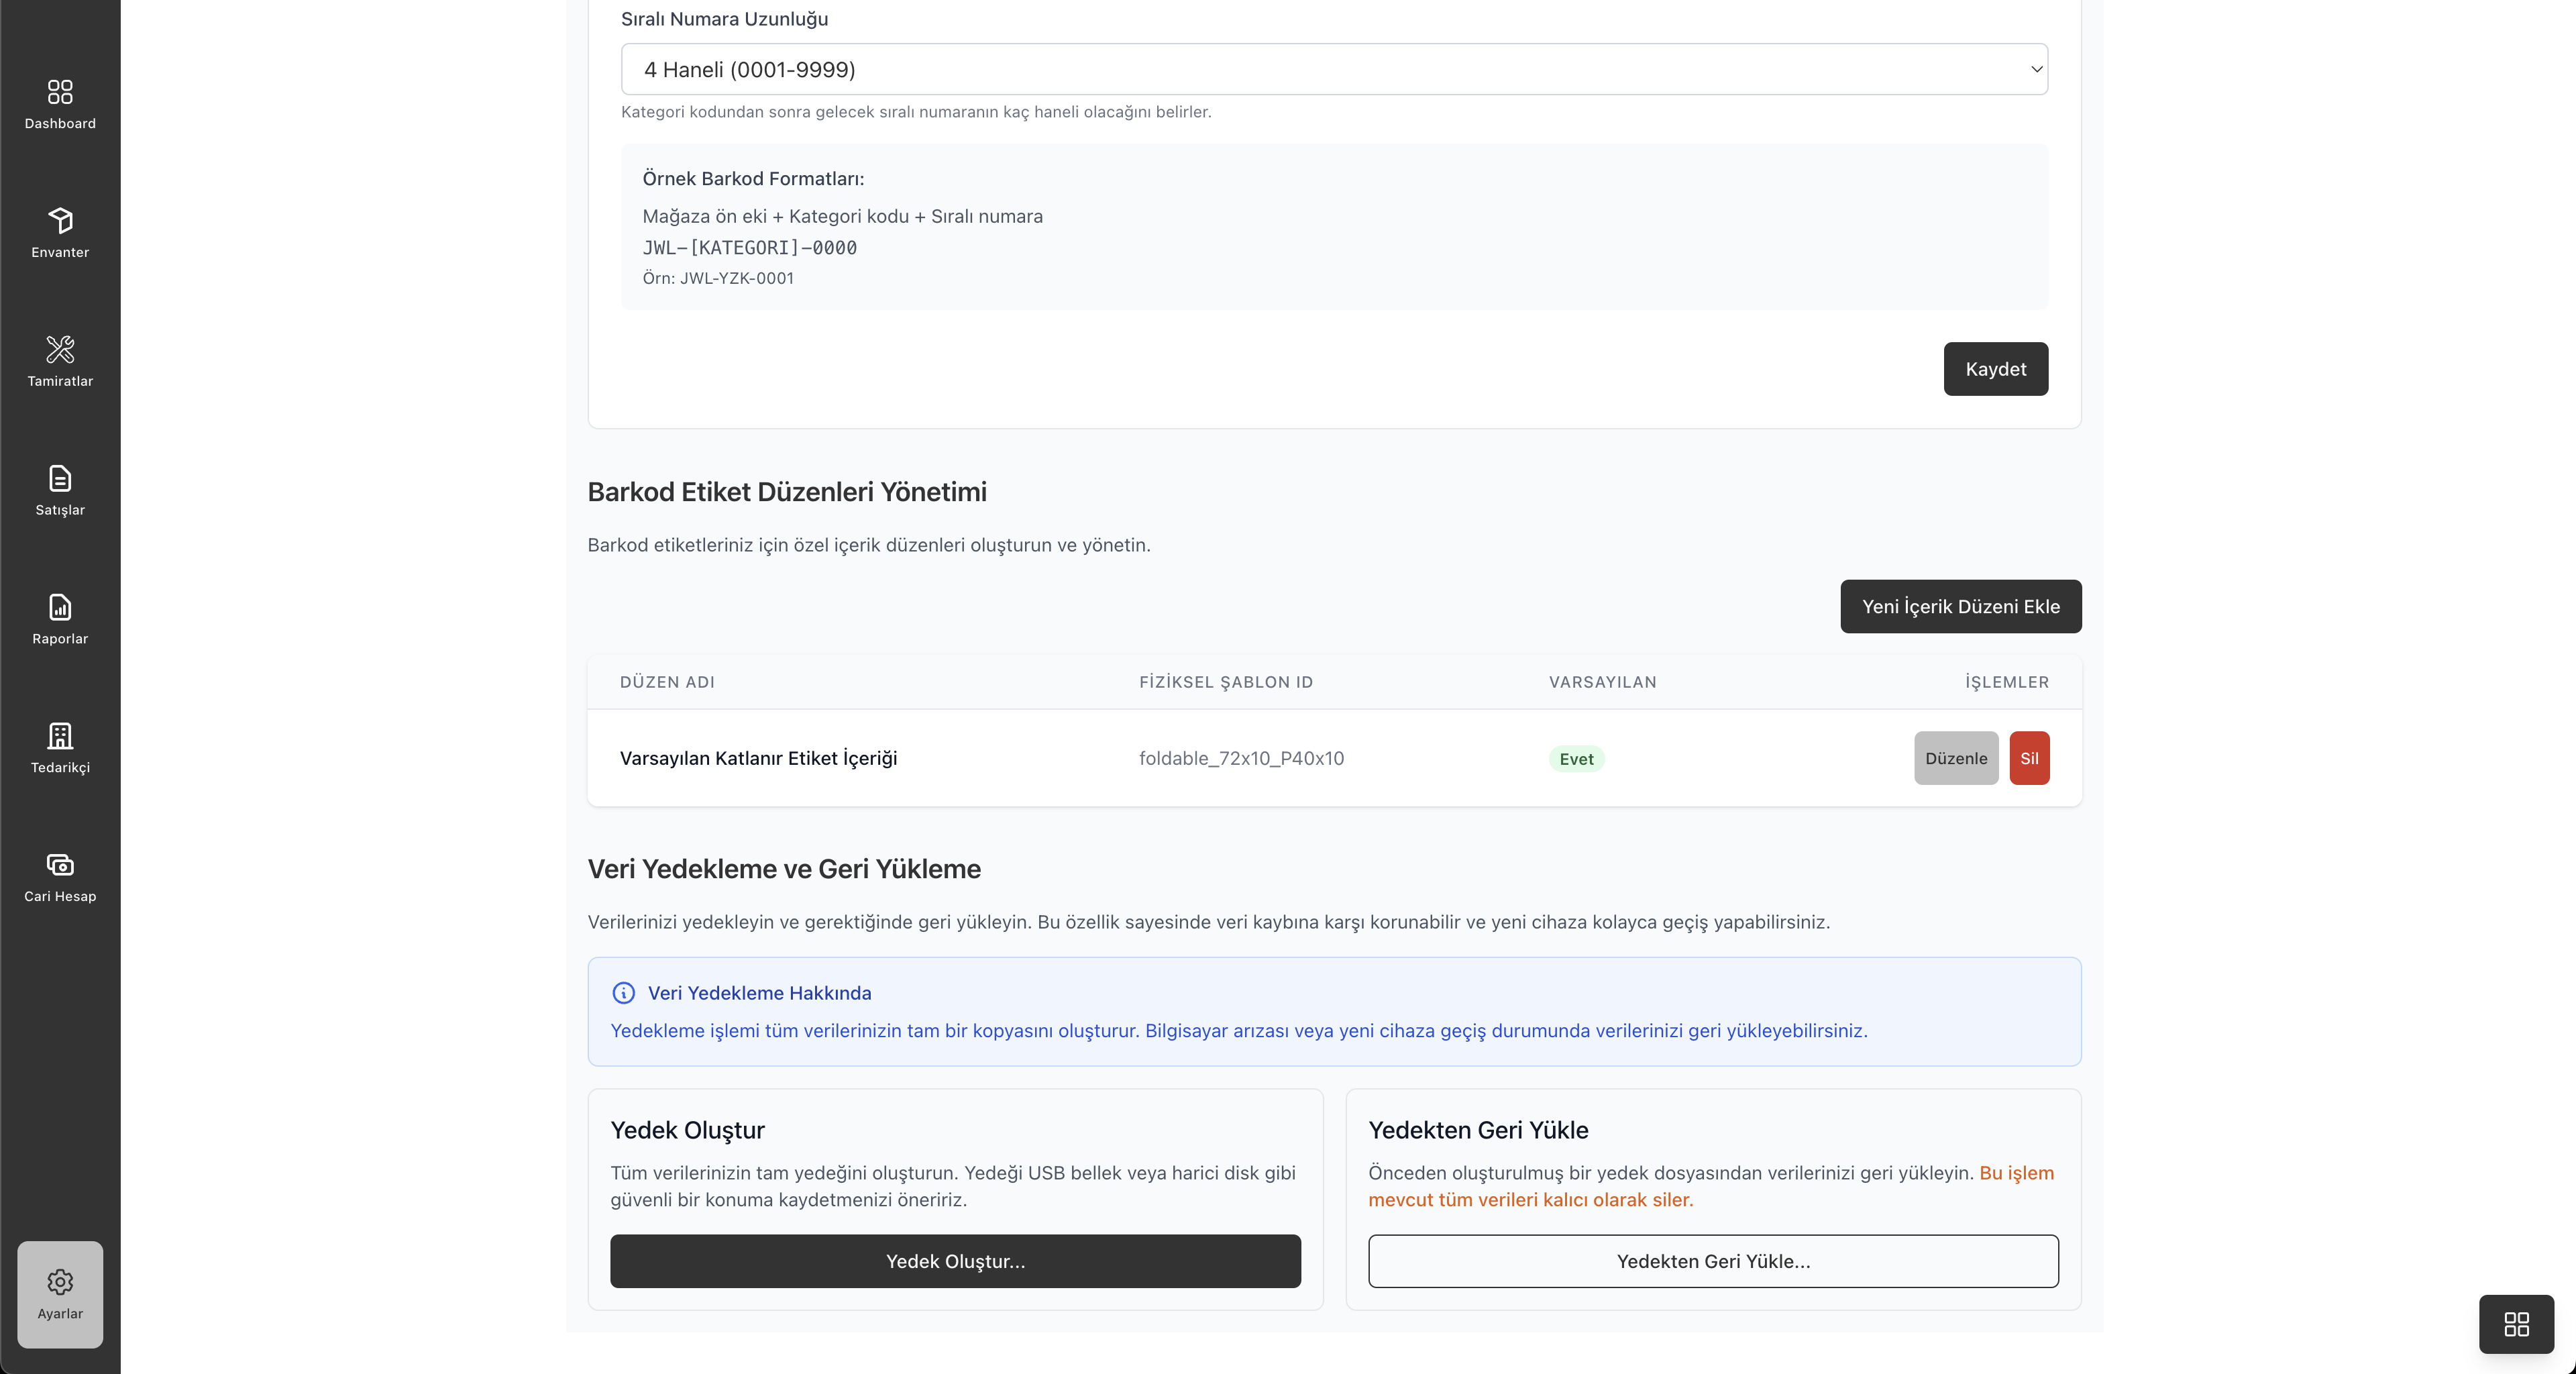 Dashboard
Envanter
Tamiratlar
Satışlar
Raporlar
Tedarikçi
Cari Hesap
Ayarlar
Sıralı Numara Uzunluğu
4 Haneli (0001-9999)
Kategori kodundan sonra gelecek sıralı numaranın kaç haneli olacağını belirler.
Örnek Barkod Formatları:
Mağaza ön eki + Kategori kodu + Sıralı numara
JWL-[KATEGORI]-0000
Örn: JWL-YZK-0001
Kaydet
Barkod Etiket Düzenleri Yönetimi
Barkod etiketleriniz için özel içerik düzenleri oluşturun ve yönetin.
Yeni İçerik Düzeni Ekle
DÜZEN ADI FİZİKSEL ŞABLON ID VARSAYILAN İŞLEMLER
Varsayılan Katlanır Etiket İçeriği foldable_72x10_P40x10 Evet Düzenle Sil
Veri Yedekleme ve Geri Yükleme
Verilerinizi yedekleyin ve gerektiğinde geri yükleyin. Bu özellik sayesinde veri kaybına karşı korunabilir ve yeni cihaza kolayca geçiş yapabilirsiniz.
Veri Yedekleme Hakkında
Yedekleme işlemi tüm verilerinizin tam bir kopyasını oluşturur. Bilgisayar arızası veya yeni cihaza geçiş durumunda verilerinizi geri yükleyebilirsiniz.
Yedek Oluştur
Tüm verilerinizin tam yedeğini oluşturun. Yedeği USB bellek veya harici disk gibi
güvenli bir konuma kaydetmenizi öneririz.
Yedek Oluştur...
Yedekten Geri Yükle
Önceden oluşturulmuş bir yedek dosyasından verilerinizi geri yükleyin. Bu işlem
mevcut tüm verileri kalıcı olarak siler.
Yedekten Geri Yükle...